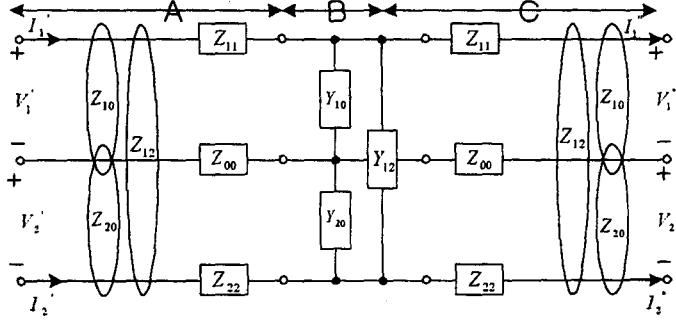 A B C
I₁' Z₁₁ Z₁₁ I₁"
+ +
V₁' Z₁₀ Z₁₂ Y₁₀ Y₁₂ Z₁₂ Z₁₀ V₁"
− Z₀₀ Z₀₀ −
+ +
V₂' Z₂₀ Y₂₀ Z₂₀ V₂
− Z₂₂ Z₂₂ −
I₂' I₂"